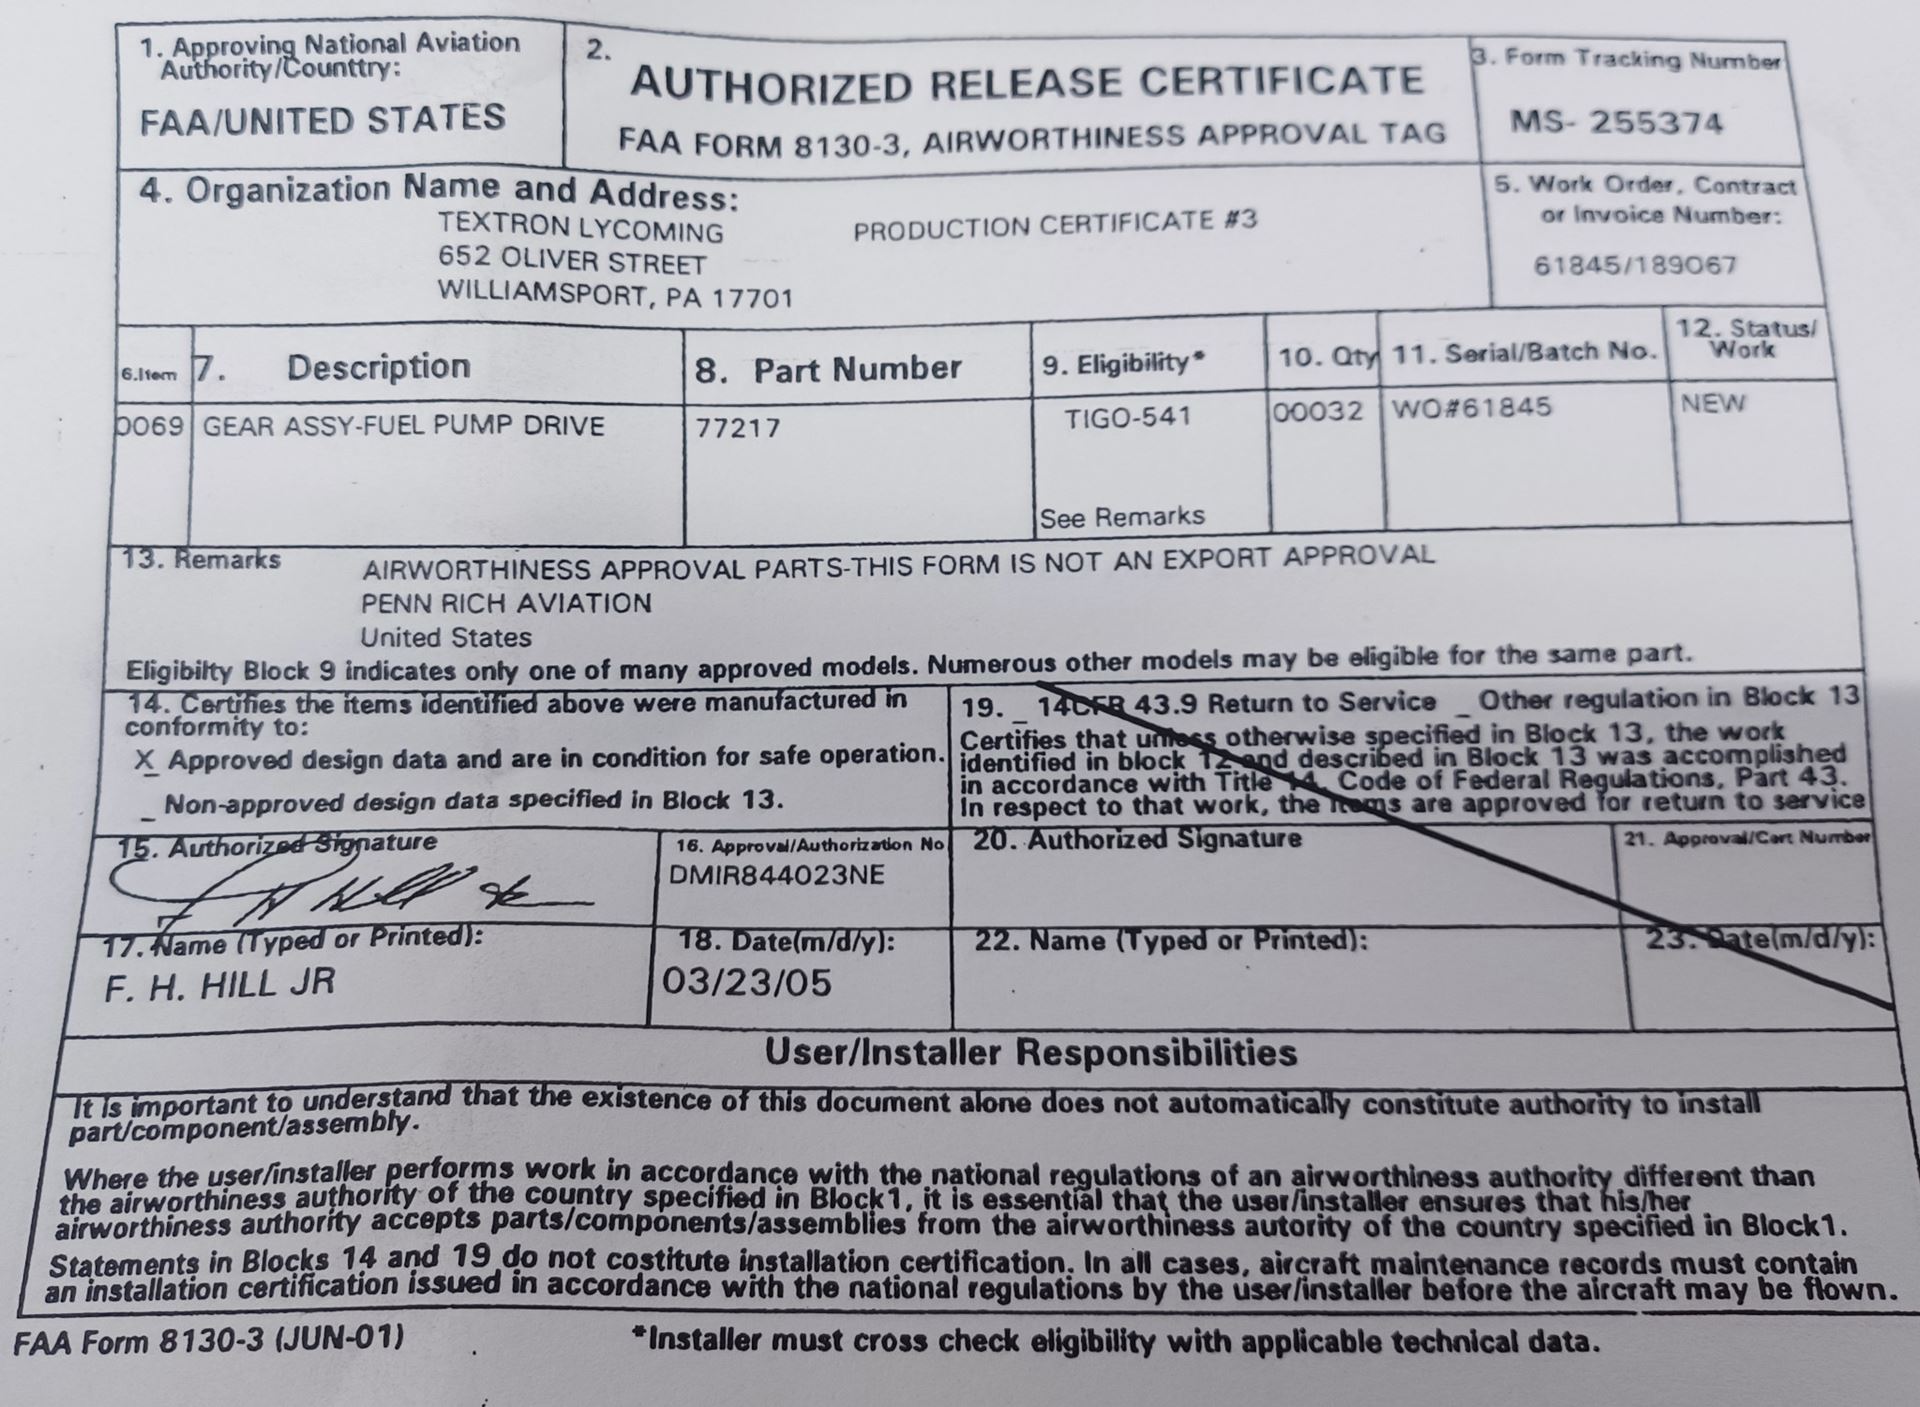 1. Approving National Aviation
Authority/Counttry:
FAA/UNITED STATES
2.
AUTHORIZED RELEASE CERTIFICATE
FAA FORM 8130-3, AIRWORTHINESS APPROVAL TAG
3. Form Tracking Number
MS- 255374
4. Organization Name and Address:
TEXTRON LYCOMING PRODUCTION CERTIFICATE #3
652 OLIVER STREET
WILLIAMSPORT, PA 17701
5. Work Order, Contract
or Invoice Number:
61845/189067
6.Item 7. Description 8. Part Number 9. Eligibility* 10. Qty 11. Serial/Batch No. 12. Status/
Work
0069 GEAR ASSY-FUEL PUMP DRIVE 77217 TIGO-541 00032 WO#61845 NEW
See Remarks
13. Remarks
AIRWORTHINESS APPROVAL PARTS-THIS FORM IS NOT AN EXPORT APPROVAL
PENN RICH AVIATION
United States
Eligibilty Block 9 indicates only one of many approved models. Numerous other models may be eligible for the same part.
14. Certifies the items identified above were manufactured in
conformity to:
X Approved design data and are in condition for safe operation.
_ Non-approved design data specified in Block 13.
19. _ 14CFR 43.9 Return to Service _ Other regulation in Block 13
Certifies that unless otherwise specified in Block 13, the work
identified in block 12 and described in Block 13 was accomplished
in accordance with Title 14, Code of Federal Regulations, Part 43.
In respect to that work, the items are approved for return to service
15. Authorized Signature
16. Approval/Authorization No
DMIR844023NE
20. Authorized Signature
21. Approval/Cert Number
17. Name (Typed or Printed):
F. H. HILL JR
18. Date(m/d/y):
03/23/05
22. Name (Typed or Printed):
23. Date(m/d/y):
User/Installer Responsibilities
It is important to understand that the existence of this document alone does not automatically constitute authority to install
part/component/assembly.
Where the user/installer performs work in accordance with the national regulations of an airworthiness authority different than
the airworthiness authority of the country specified in Block1, it is essential that the user/installer ensures that his/her
airworthiness authority accepts parts/components/assemblies from the airworthiness autority of the country specified in Block1.
Statements in Blocks 14 and 19 do not costitute installation certification. In all cases, aircraft maintenance records must contain
an installation certification issued in accordance with the national regulations by the user/installer before the aircraft may be flown.
FAA Form 8130-3 (JUN-01)
*Installer must cross check eligibility with applicable technical data.